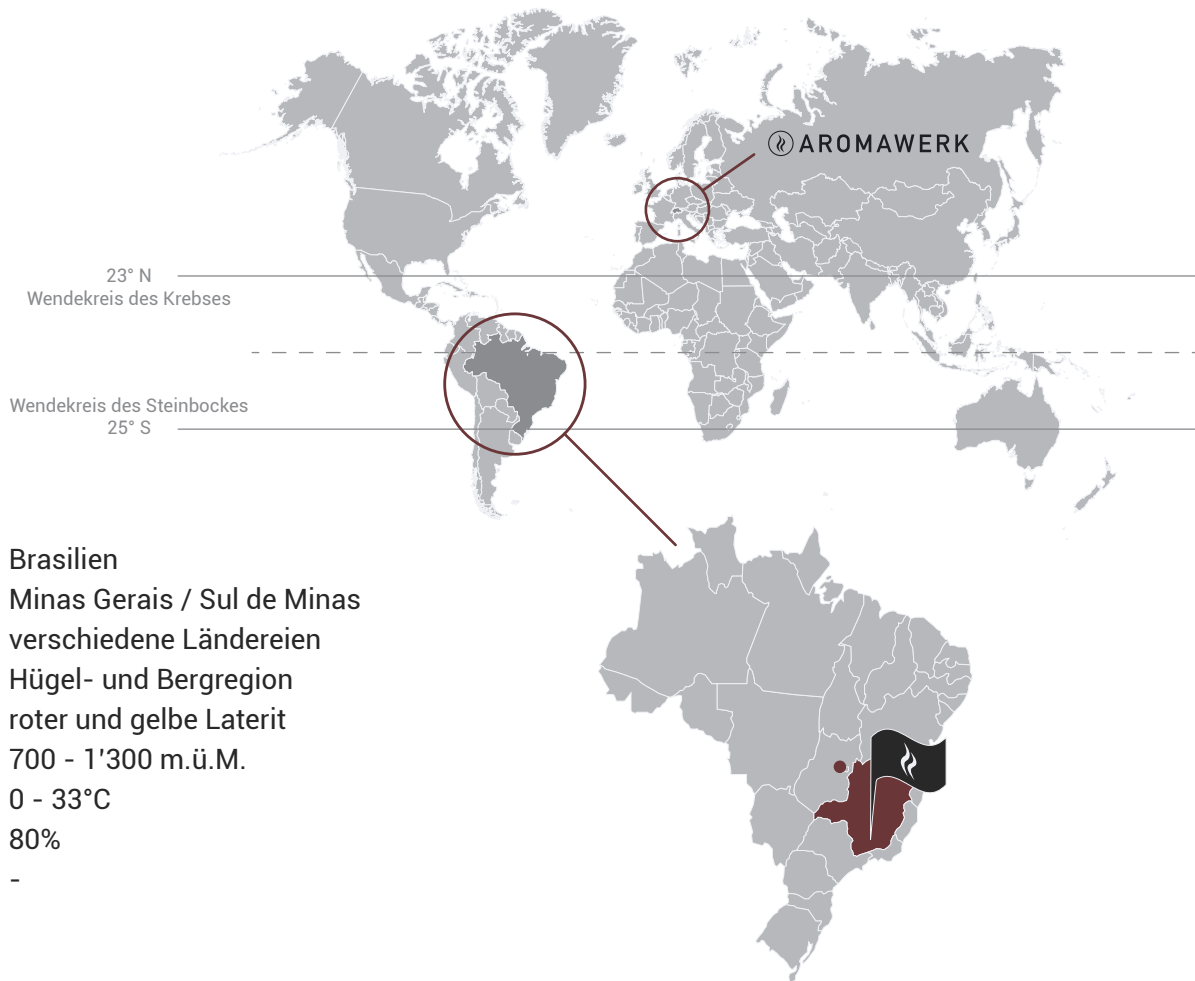 AROMAWERK
23° N
Wendekreis des Krebses
Wendekreis des Steinbockes
25° S
Brasilien
Minas Gerais / Sul de Minas
verschiedene Ländereien
Hügel- und Bergregion
roter und gelbe Laterit
700 - 1'300 m.ü.M.
0 - 33°C
80%
-